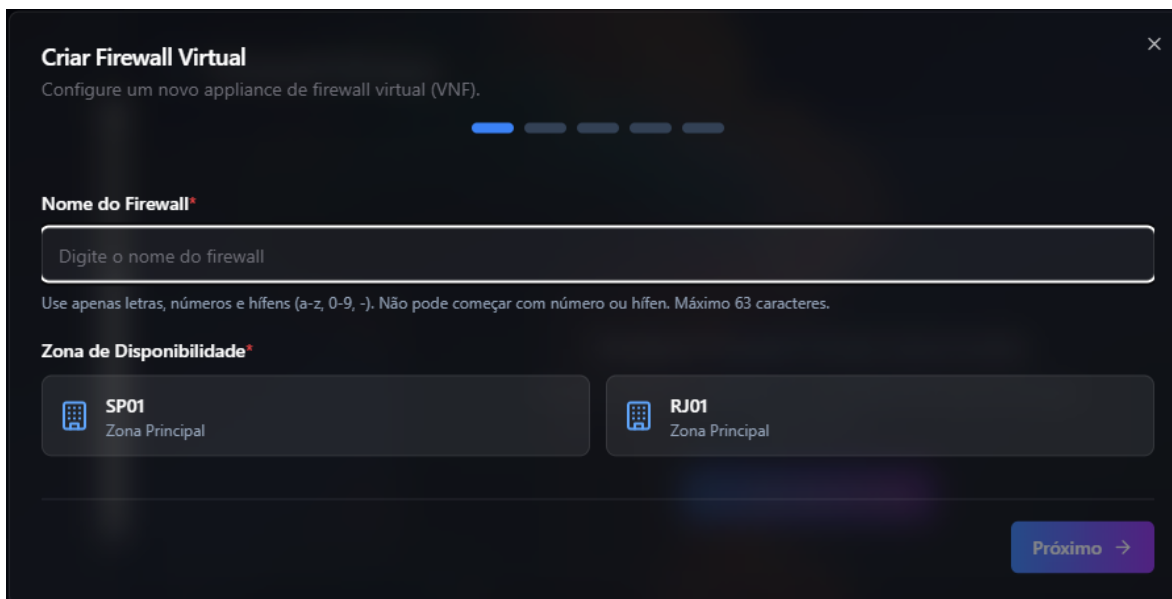 Criar Firewall Virtual
Configure um novo appliance de firewall virtual (VNF).
Nome do Firewall*
Digite o nome do firewall
Use apenas letras, números e hífens (a-z, 0-9, -). Não pode começar com número ou hífen. Máximo 63 caracteres.
Zona de Disponibilidade*
SP01
Zona Principal
RJ01
Zona Principal
Próximo →